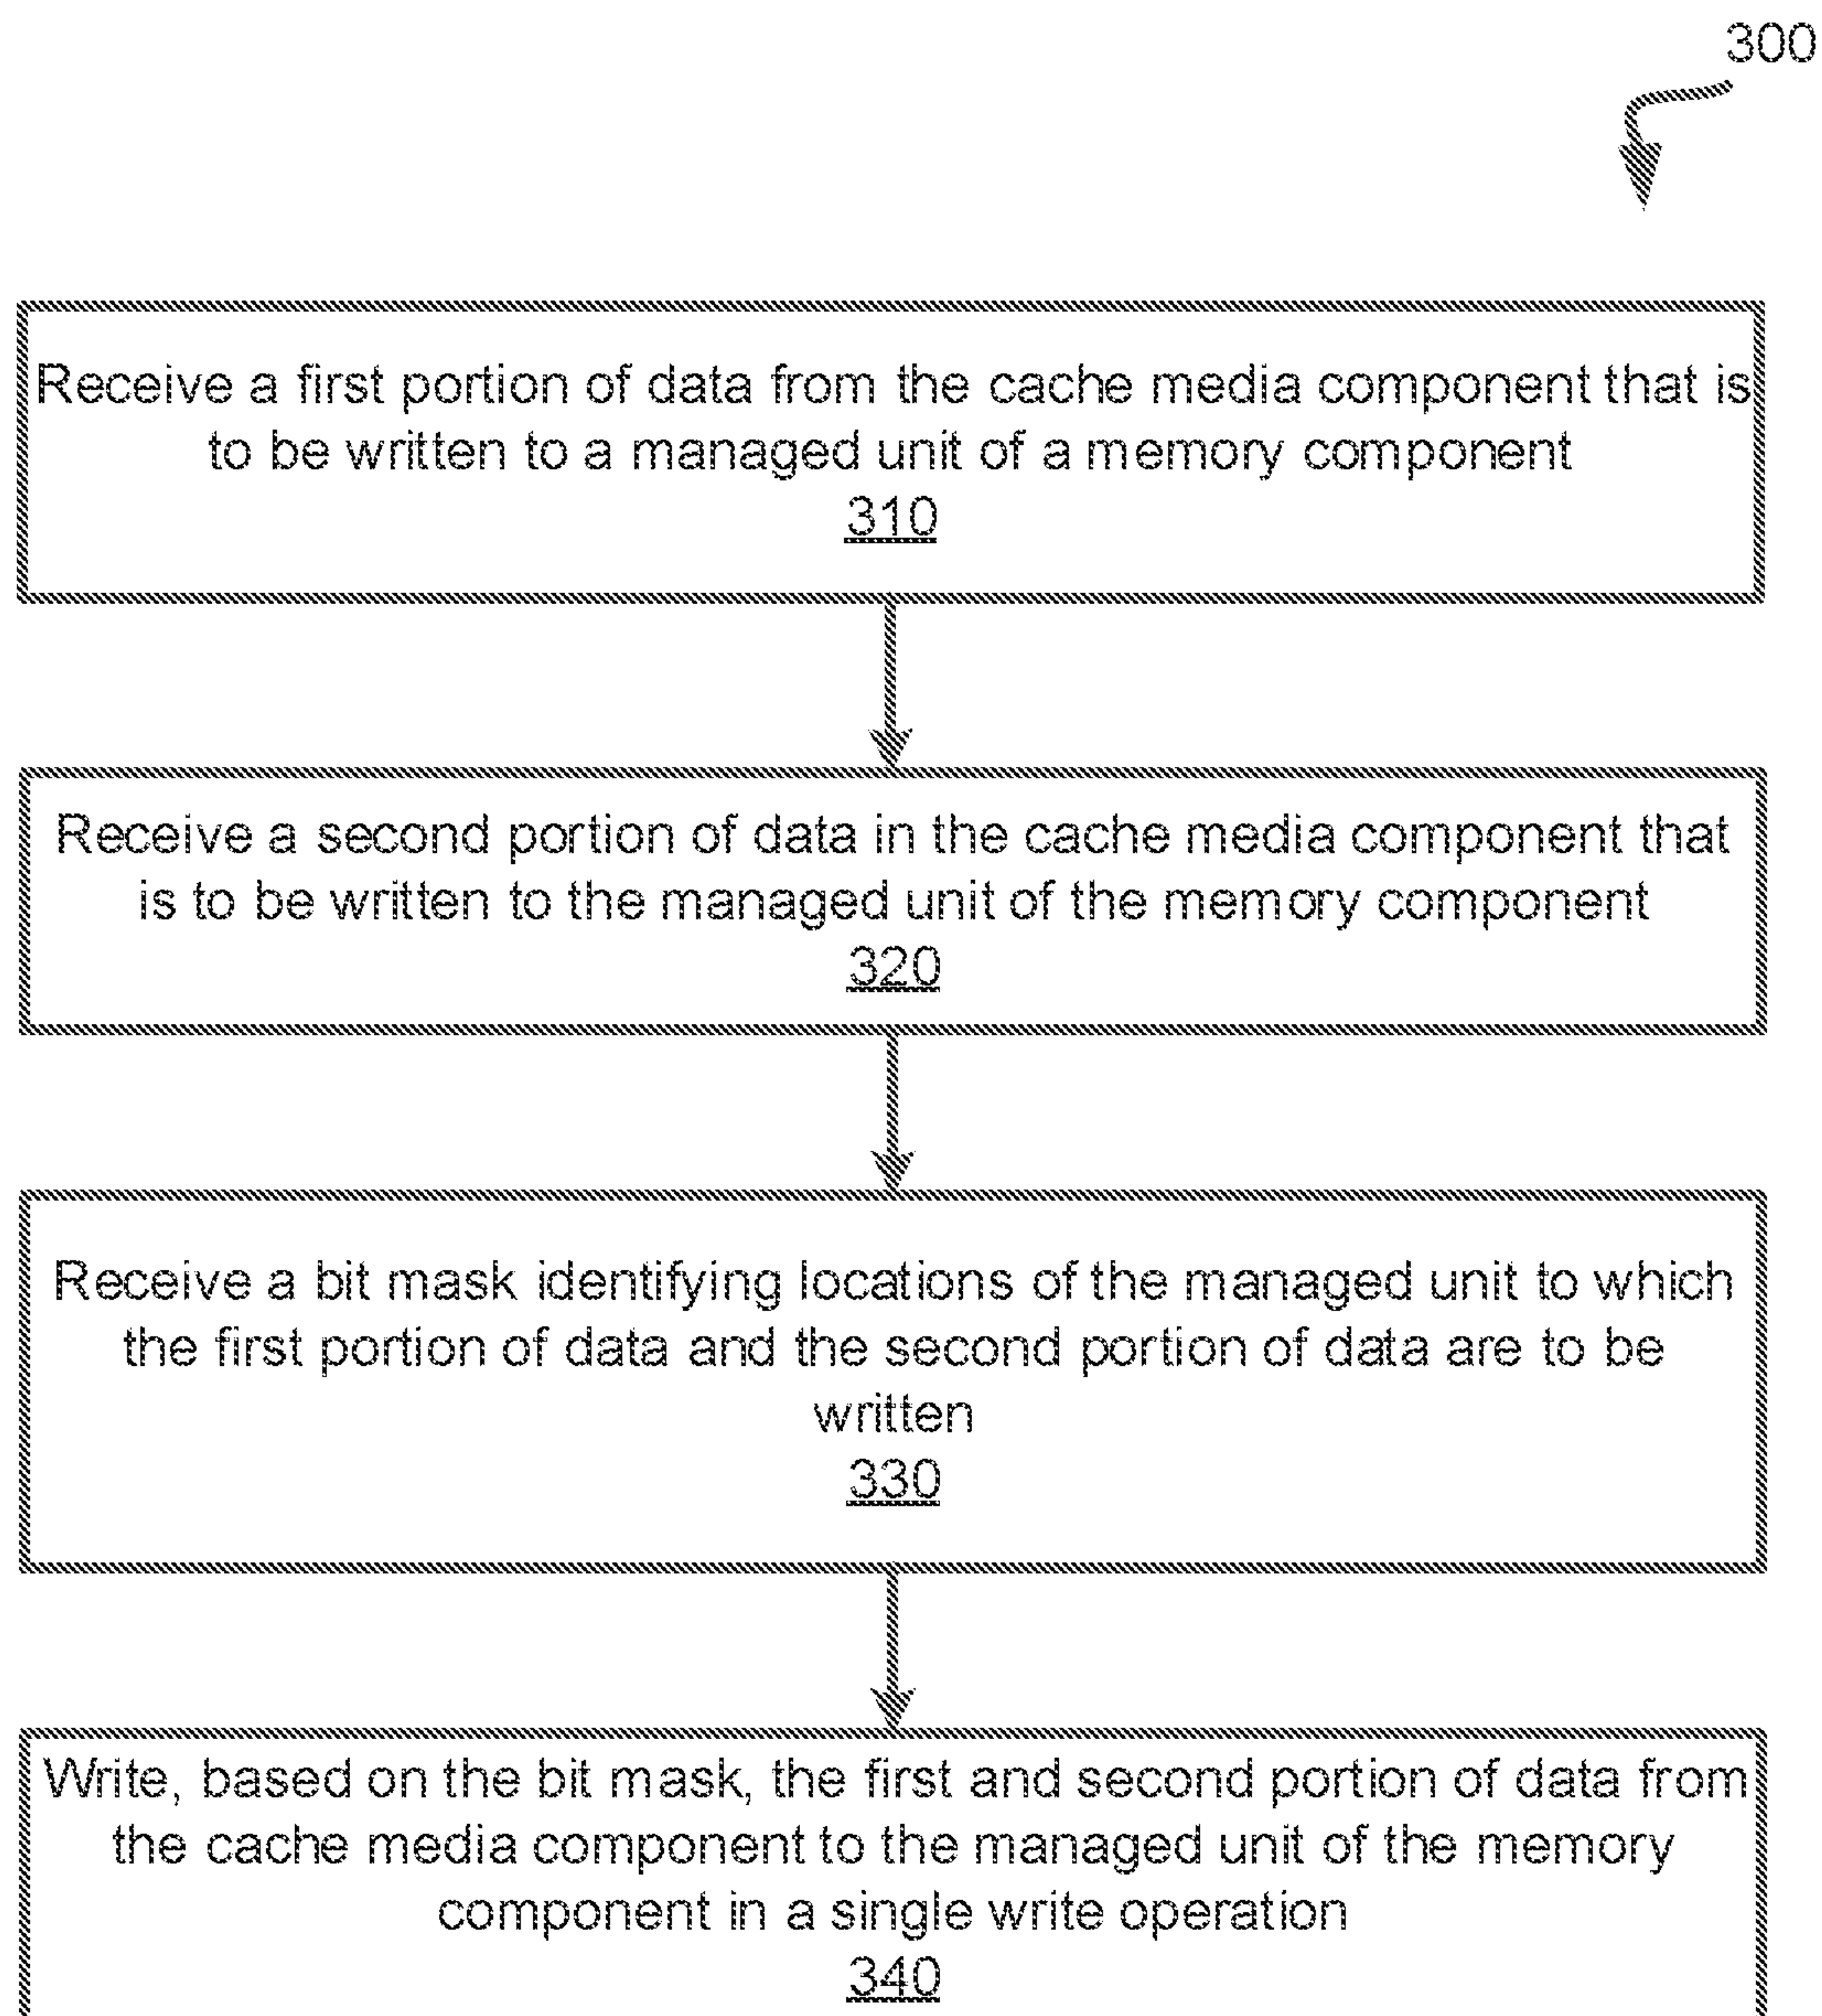 300
Receive a first portion of data from the cache media component that is
to be written to a managed unit of a memory component
310
Receive a second portion of data in the cache media component that
is to be written to the managed unit of the memory component
320
Receive a bit mask identifying locations of the managed unit to which
the first portion of data and the second portion of data are to be
written
330
Write, based on the bit mask, the first and second portion of data from
the cache media component to the managed unit of the memory
component in a single write operation
340